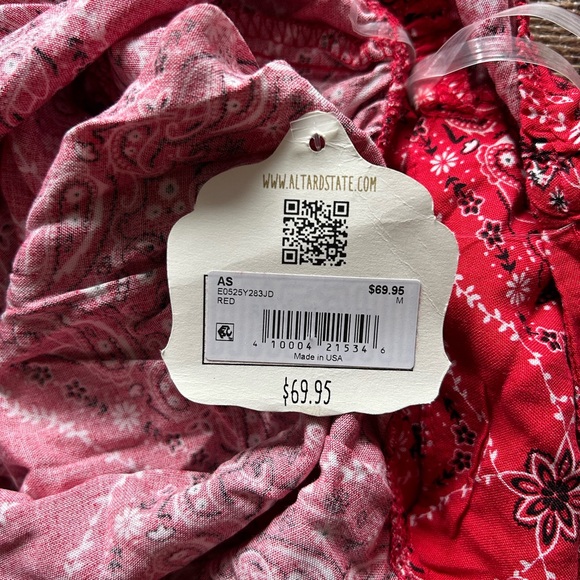 WWW.ALTARDSTATE.COM
AS $69.95
E0525Y283JD M
RED
4 10004 21534 6
Made in USA
$69.95